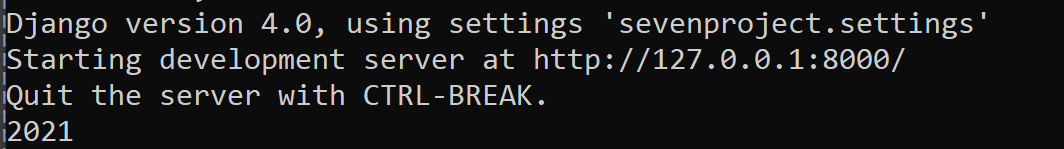 Django version 4.0, using settings 'sevenproject.settings'
Starting development server at http://127.0.0.1:8000/
Quit the server with CTRL-BREAK.
2021